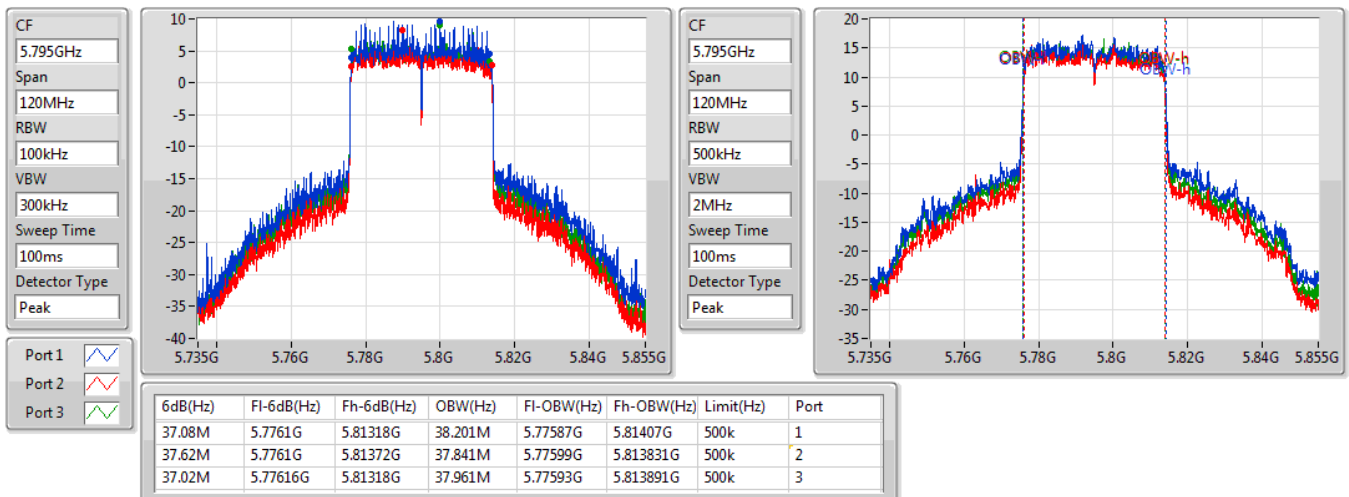 CF
5.795GHz
Span
120MHz
RBW
100kHz
VBW
300kHz
Sweep Time
100ms
Detector Type
Peak
10
5
0
-5
-10
-15
-20
-25
-30
-35
-40
5.735G 5.76G 5.78G 5.8G 5.82G 5.84G 5.855G
CF
5.795GHz
Span
120MHz
RBW
500kHz
VBW
2MHz
Sweep Time
100ms
Detector Type
Peak
20
15
10
5
0
-5
-10
-15
-20
-25
-30
-35
OBW-h
OBW-h
5.735G 5.76G 5.78G 5.8G 5.82G 5.84G 5.855G
Port 1
Port 2
Port 3
6dB(Hz) Fl-6dB(Hz) Fh-6dB(Hz) OBW(Hz) Fl-OBW(Hz) Fh-OBW(Hz) Limit(Hz) Port
37.08M 5.7761G 5.81318G 38.201M 5.77587G 5.81407G 500k 1
37.62M 5.7761G 5.81372G 37.841M 5.77599G 5.813831G 500k 2
37.02M 5.77616G 5.81318G 37.961M 5.77593G 5.813891G 500k 3